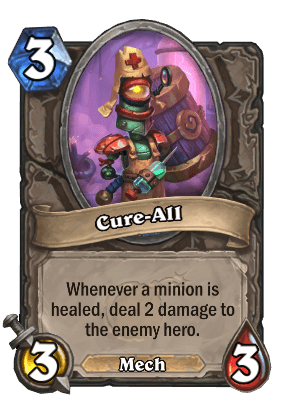 3
Cure-All
Whenever a minion is
healed, deal 2 damage to
the enemy hero.
3
Mech
3